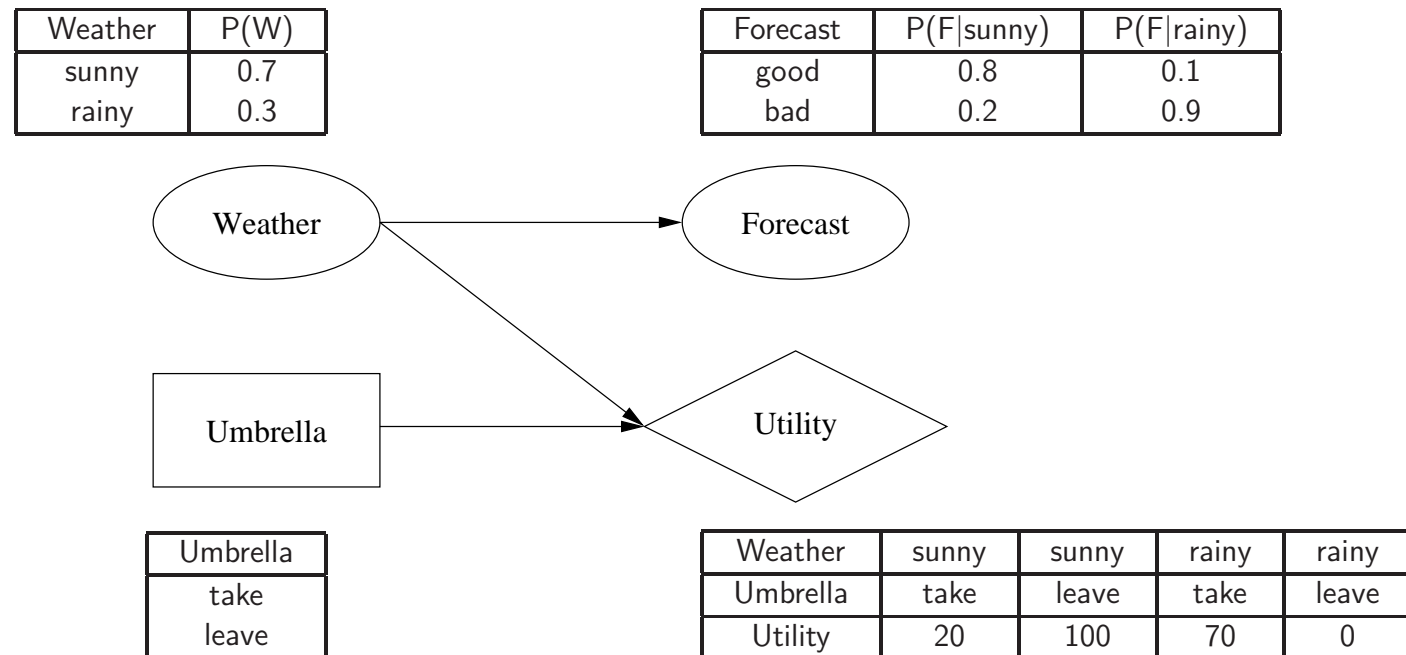 Weather P(W)
sunny 0.7
rainy 0.3
Forecast P(F|sunny) P(F|rainy)
good 0.8 0.1
bad 0.2 0.9
Weather
Forecast
Umbrella
Utility
Umbrella
take
leave
Weather sunny sunny rainy rainy
Umbrella take leave take leave
Utility 20 100 70 0